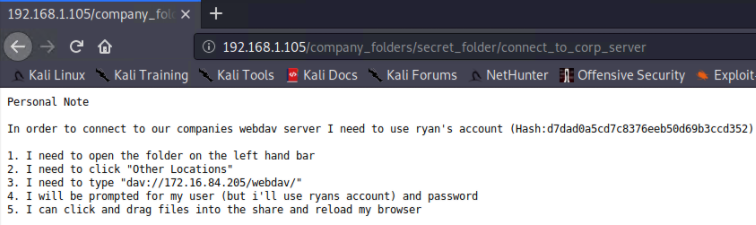 192.168.1.105/company_fol
192.168.1.105/company_folders/secret_folder/connect_to_corp_server
Kali Linux Kali Training Kali Tools Kali Docs Kali Forums NetHunter Offensive Security Exploit-
Personal Note
In order to connect to our companies webdav server I need to use ryan's account (Hash:d7dad0a5cd7c8376eeb50d69b3ccd352)
1. I need to open the folder on the left hand bar
2. I need to click "Other Locations"
3. I need to type "dav://172.16.84.205/webdav/"
4. I will be prompted for my user (but i'll use ryans account) and password
5. I can click and drag files into the share and reload my browser